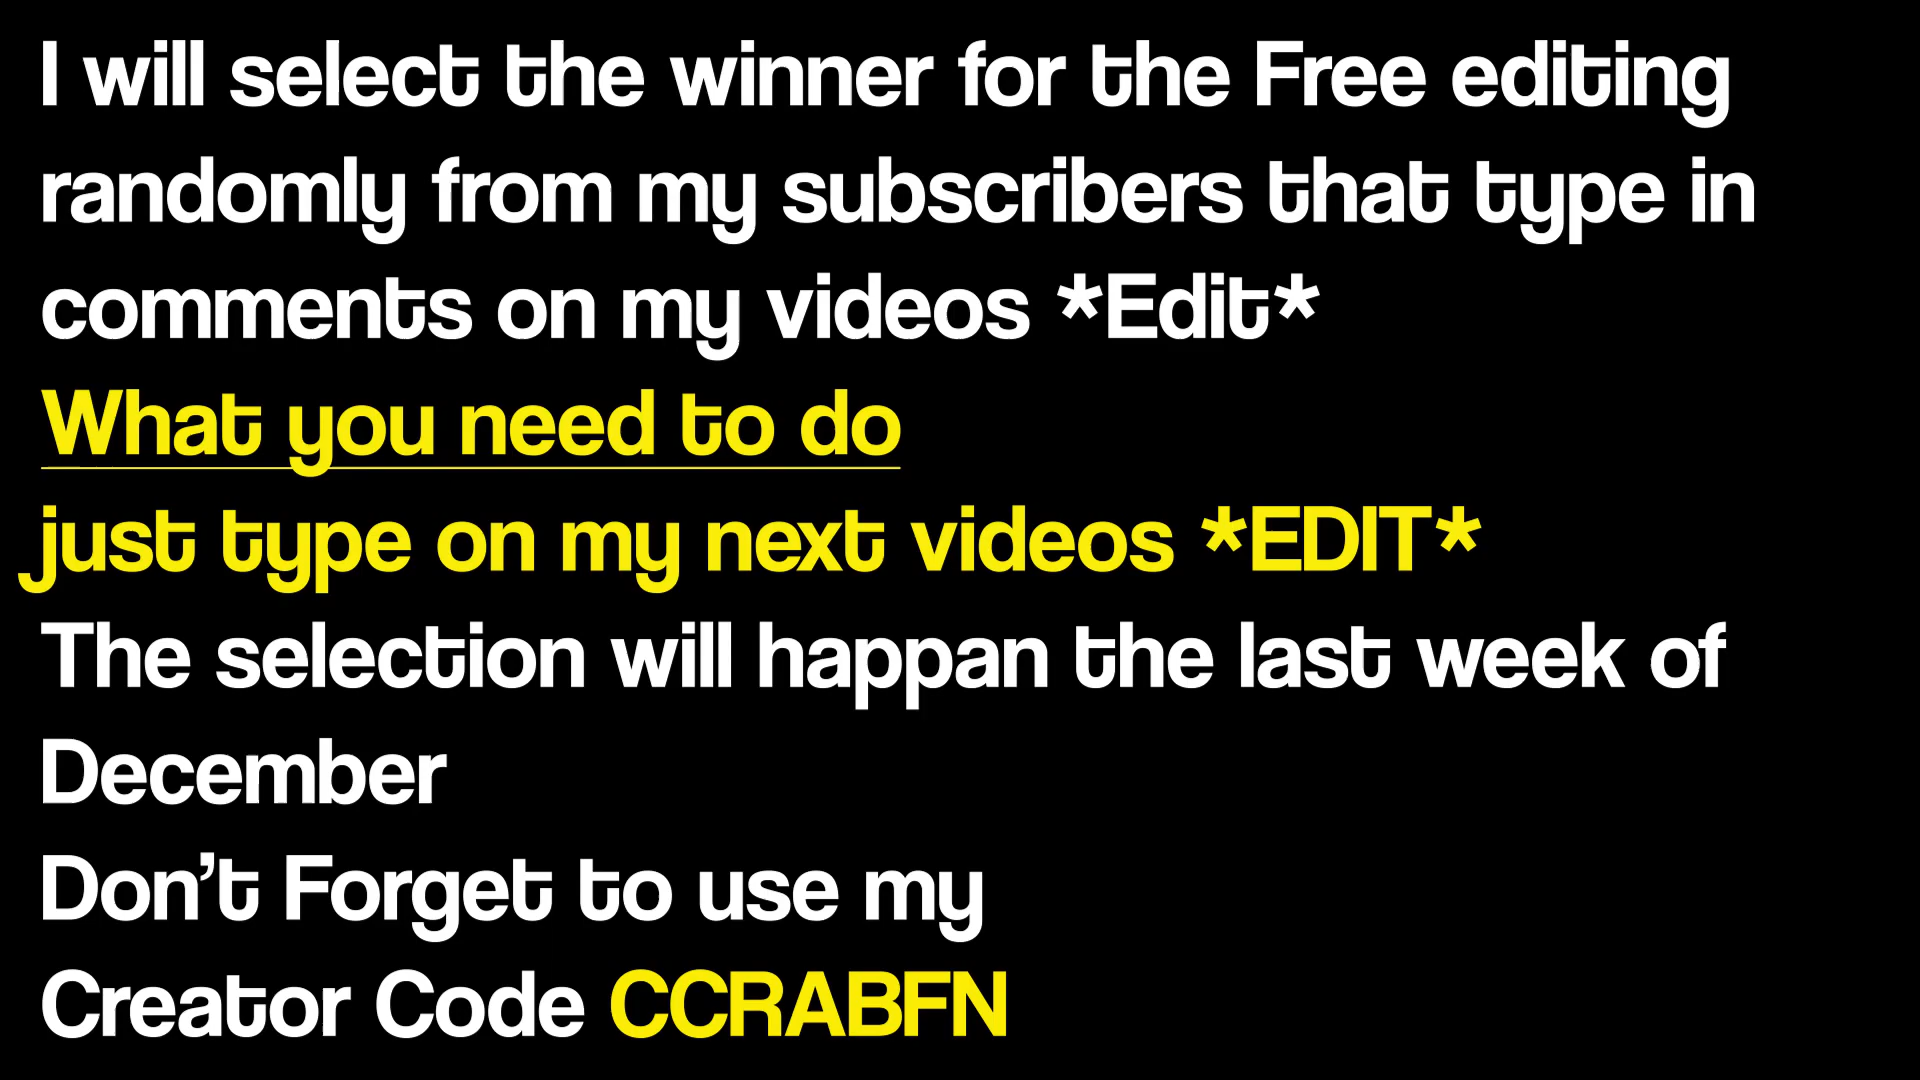 I will select the winner for the Free editing
randomly from my subscribers that type in
comments on my videos *Edit*
What you need to do
just type on my next videos *EDIT*
The selection will happan the last week of
December
Don’t Forget to use my
Creator Code CCRABFN